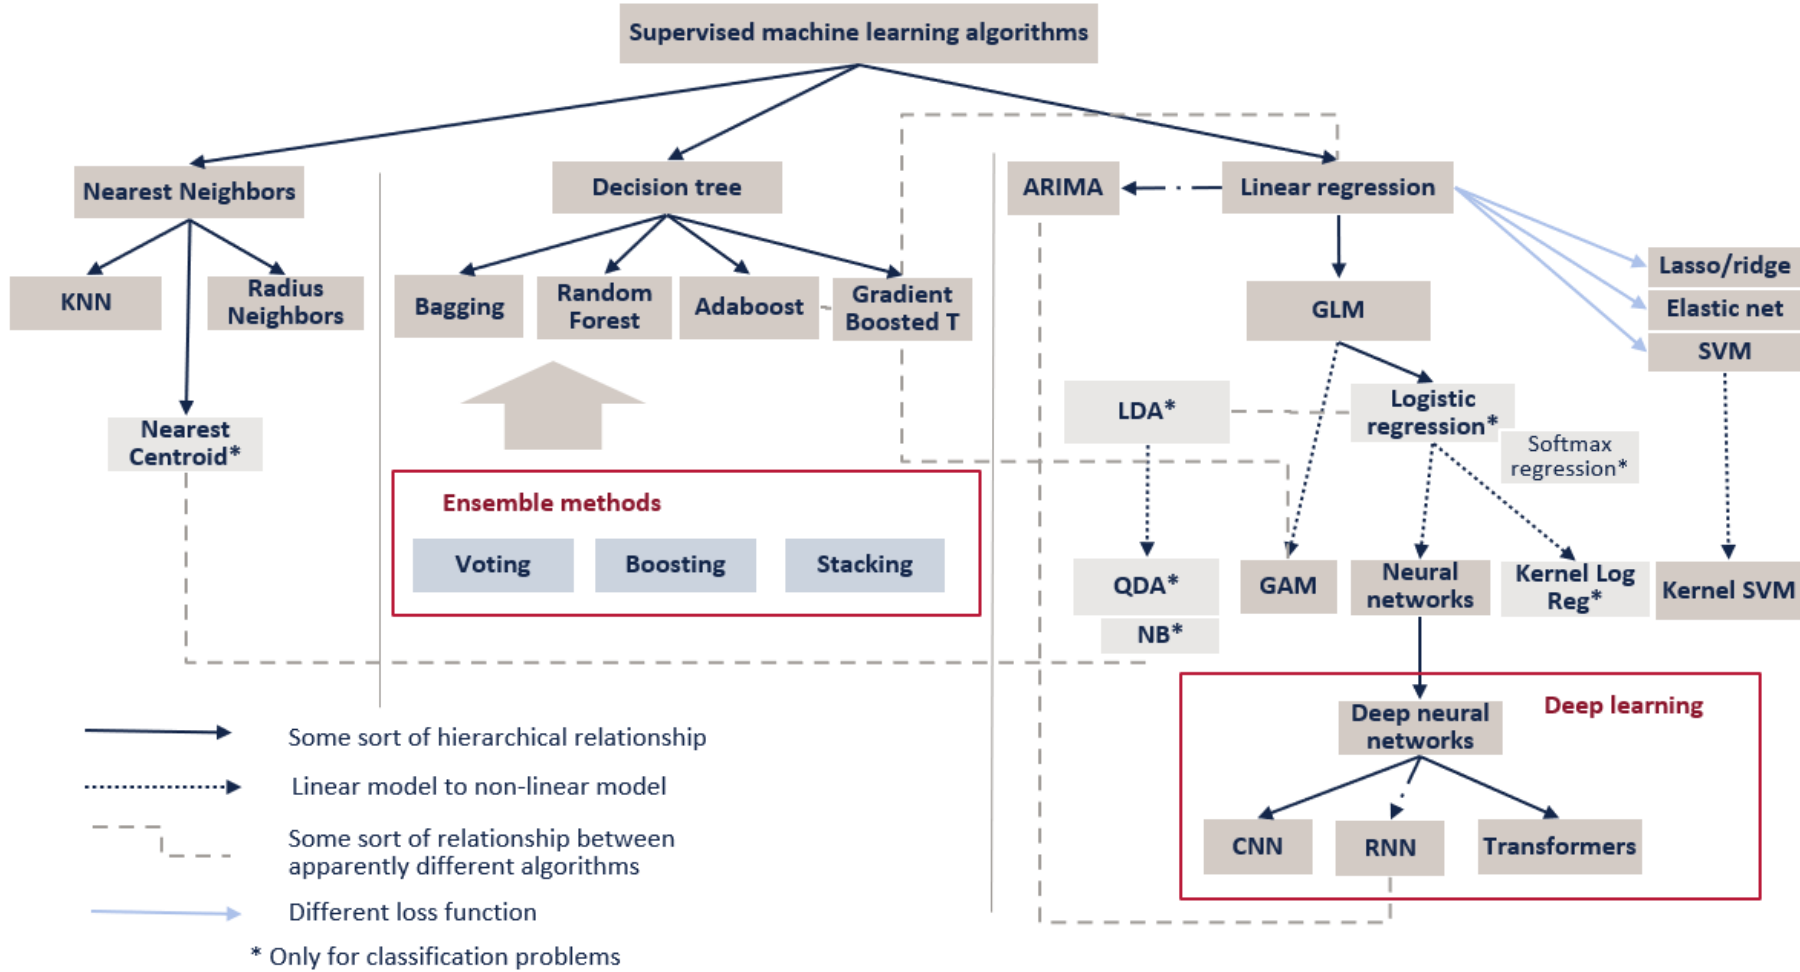 Supervised machine learning algorithms
Nearest Neighbors
Decision tree
ARIMA
Linear regression
KNN
Radius
Neighbors
Bagging
Random
Forest
Adaboost
Gradient
Boosted T
GLM
Lasso/ridge
Elastic net
SVM
Nearest
Centroid*
LDA*
Logistic
regression*
Softmax
regression*
Ensemble methods
Voting
Boosting
Stacking
QDA*
NB*
GAM
Neural
networks
Kernel Log
Reg*
Kernel SVM
Deep learning
Deep neural
networks
CNN
RNN
Transformers
Some sort of hierarchical relationship
Linear model to non-linear model
Some sort of relationship between
apparently different algorithms
Different loss function
* Only for classification problems